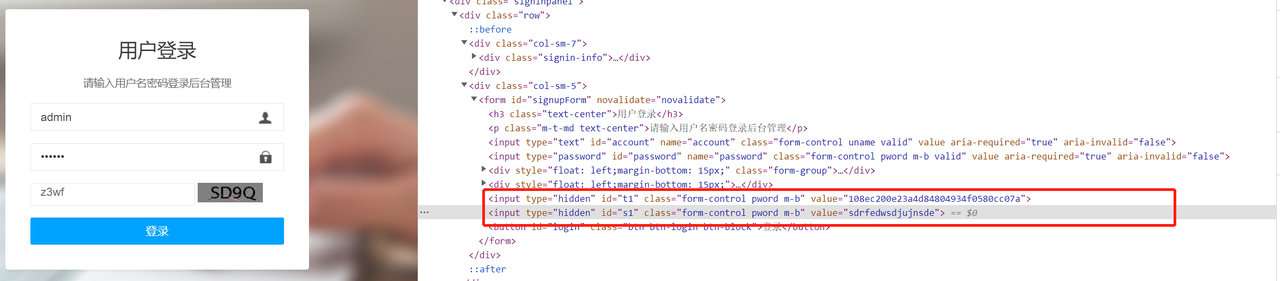 用户登录
请输入用户名密码登录后台管理
admin
••••••
z3wf
SD9Q
登录
<div class="signinpanel">
<div class="row">
::before
<div class="col-sm-7">
<div class="signin-info">…</div>
</div>
<div class="col-sm-5">
<form id="signupForm" novalidate="novalidate">
<h3 class="text-center">用户登录</h3>
<p class="m-t-md text-center">请输入用户名密码登录后台管理</p>
<input type="text" id="account" name="account" class="form-control uname valid" value aria-required="true" aria-invalid="false">
<input type="password" id="password" name="password" class="form-control pword m-b valid" value aria-required="true" aria-invalid="false">
<div style="float: left;margin-bottom: 15px;" class="form-group">…</div>
<div style="float: left;margin-bottom: 15px;">…</div>
<input type="hidden" id="t1" class="form-control pword m-b" value="108ec200e23a4d84804934f0580cc07a">
<input type="hidden" id="s1" class="form-control pword m-b" value="sdrfedwsdjujnsde"> == $0
<button id="login" class="btn btn-login btn-block">登录</button>
</form>
</div>
::after